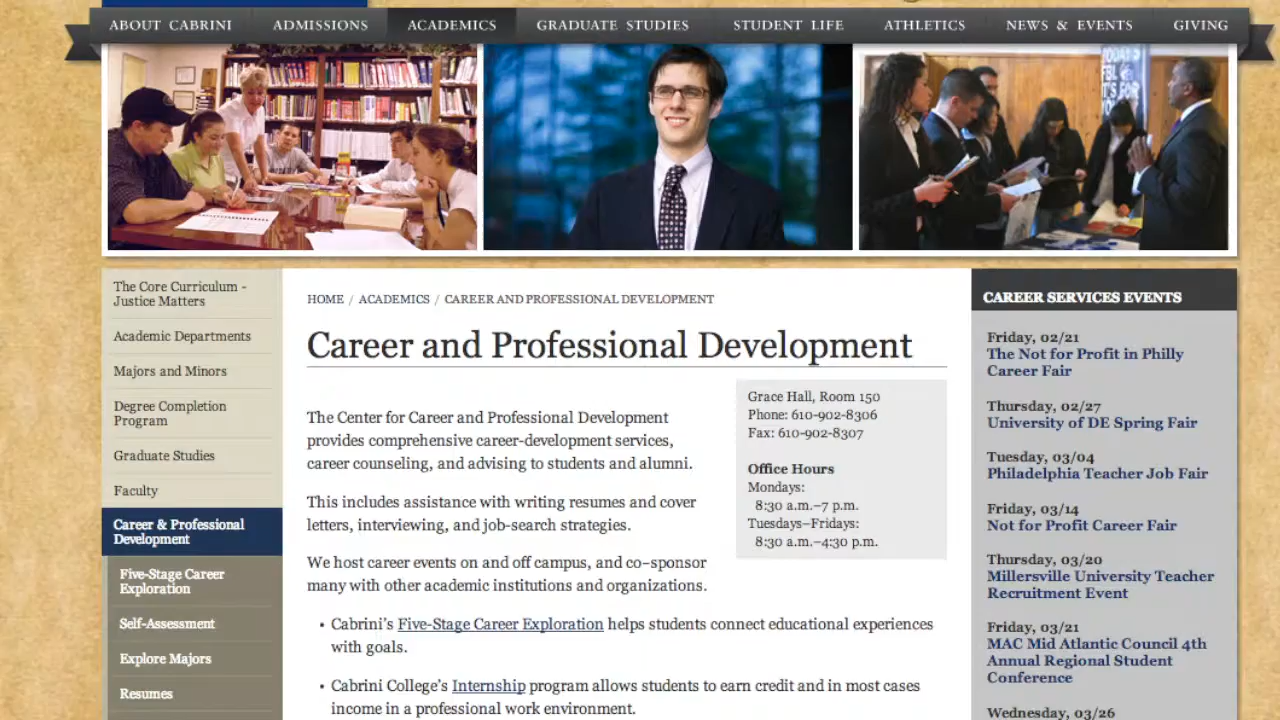 ABOUT CABRINI
ADMISSIONS
ACADEMICS
GRADUATE STUDIES
STUDENT LIFE
ATHLETICS
NEWS & EVENTS
GIVING
The Core Curriculum -
Justice Matters
Academic Departments
Majors and Minors
Degree Completion
Program
Graduate Studies
Faculty
Career & Professional
Development
Five-Stage Career
Exploration
Self-Assessment
Explore Majors
Resumes
HOME / ACADEMICS / CAREER AND PROFESSIONAL DEVELOPMENT
Career and Professional Development
The Center for Career and Professional Development
provides comprehensive career-development services,
career counseling, and advising to students and alumni.
This includes assistance with writing resumes and cover
letters, interviewing, and job-search strategies.
We host career events on and off campus, and co-sponsor
many with other academic institutions and organizations.
• Cabrini's Five-Stage Career Exploration helps students connect educational experiences
with goals.
• Cabrini College's Internship program allows students to earn credit and in most cases
income in a professional work environment.
Grace Hall, Room 150
Phone: 610-902-8306
Fax: 610-902-8307
Office Hours
Mondays:
8:30 a.m.–7 p.m.
Tuesdays–Fridays:
8:30 a.m.–4:30 p.m.
CAREER SERVICES EVENTS
Friday, 02/21
The Not for Profit in Philly
Career Fair
Thursday, 02/27
University of DE Spring Fair
Tuesday, 03/04
Philadelphia Teacher Job Fair
Friday, 03/14
Not for Profit Career Fair
Thursday, 03/20
Millersville University Teacher
Recruitment Event
Friday, 03/21
MAC Mid Atlantic Council 4th
Annual Regional Student
Conference
Wednesday, 03/26